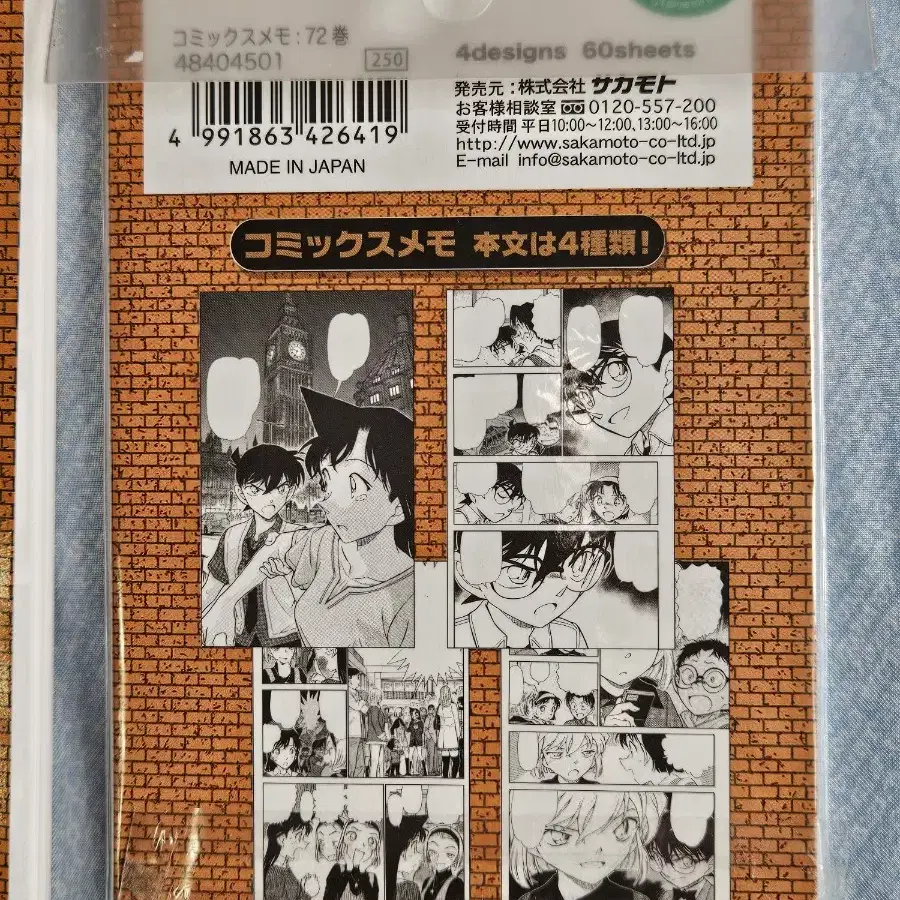 コミックスメモ:72巻
48404501
250
4designs 60sheets
4 991863 426419
MADE IN JAPAN
発売元:株式会社 サカモト
お客様相談室 0120-557-200
受付時間 平日10:00~12:00、13:00~16:00
http://www.sakamoto-co-ltd.jp
E-mail info@sakamoto-co-ltd.jp
コミックスメモ 本文は4種類!